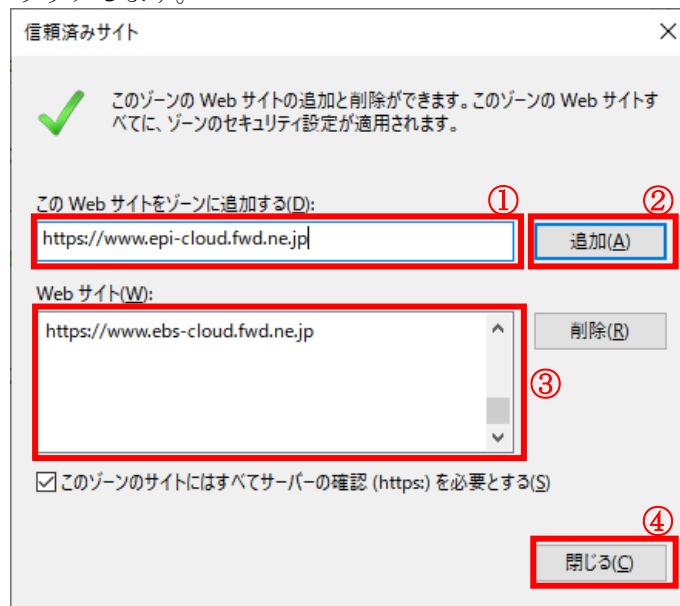 信頼済みサイト
このゾーンの Web サイトの追加と削除ができます。このゾーンの Web サイトす
べてに、ゾーンのセキュリティ設定が適用されます。
この Web サイトをゾーンに追加する(D):
①
②
https://www.epi-cloud.fwd.ne.jp
追加(A)
Web サイト(W):
https://www.ebs-cloud.fwd.ne.jp
削除(R)
③
このゾーンのサイトにはすべてサーバーの確認 (https:) を必要とする(S)
④
閉じる(C)